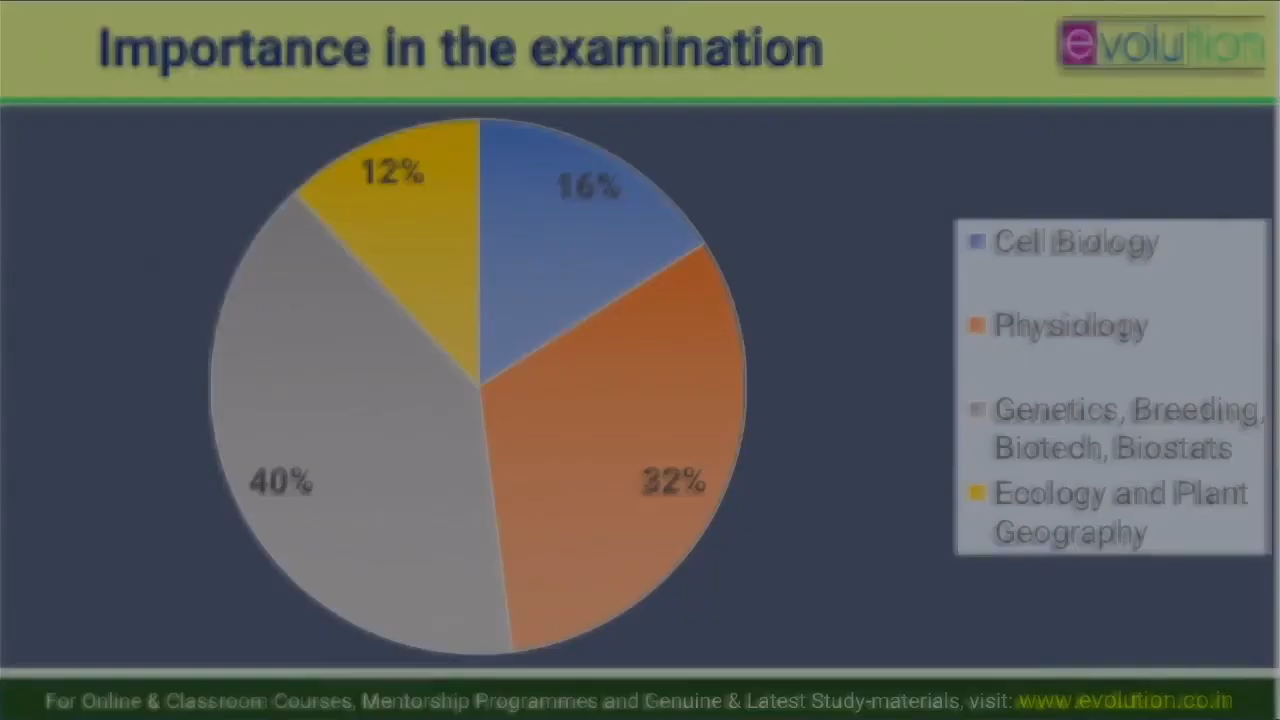 Importance in the examination
evolution
12%
16%
40%
32%
Cell Biology
Physiology
Genetics, Breeding,
Biotech, Biostats
Ecology and Plant
Geography
For Online & Classroom Courses, Mentorship Programmes and Genuine & Latest Study-materials, visit: www.evolution.co.in